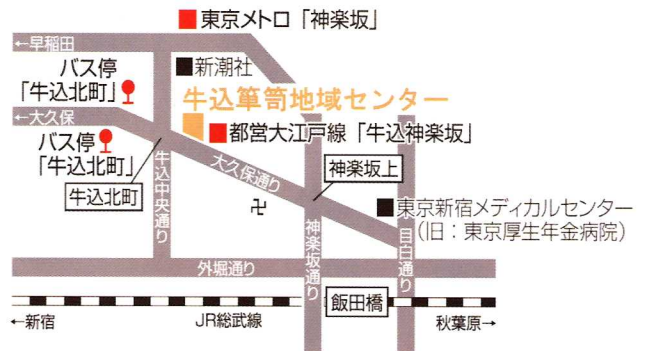 東京メトロ「神楽坂」
←早稲田
バス停
「牛込北町」
新潮社
牛込箪笥地域センター
←大久保
バス停
「牛込北町」
都営大江戸線「牛込神楽坂」
大久保通り
神楽坂上
牛込北町
牛込中央通り
卍
東京新宿メディカルセンター
(旧：東京厚生年金病院)
神楽坂通り
目白通り
外堀通り
飯田橋
←新宿
JR総武線
秋葉原→